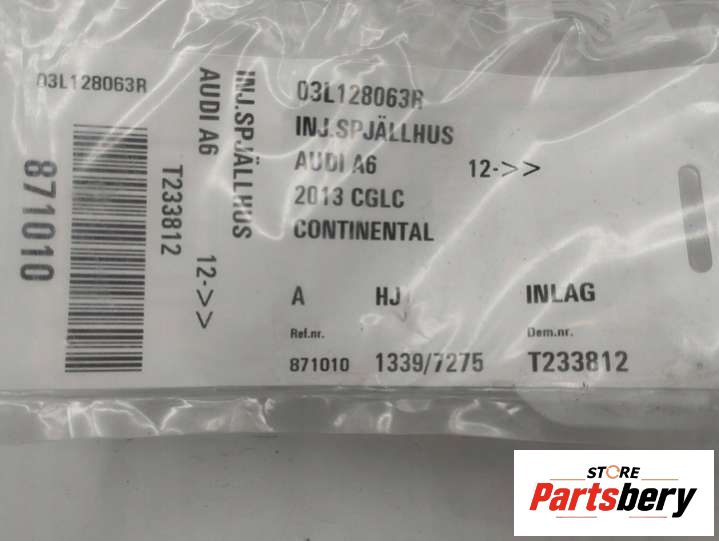 03L128063R
871010
T233812
AUDI A6 12->>
INJ.SPJÄLLHUS
03L128063R
INJ.SPJÄLLHUS
AUDI A6 12->>
2013 CGLC
CONTINENTAL
A HJ INLAG
Ref.nr. Dem.nr.
871010 1339/7275 T233812
STORE
Partsbery